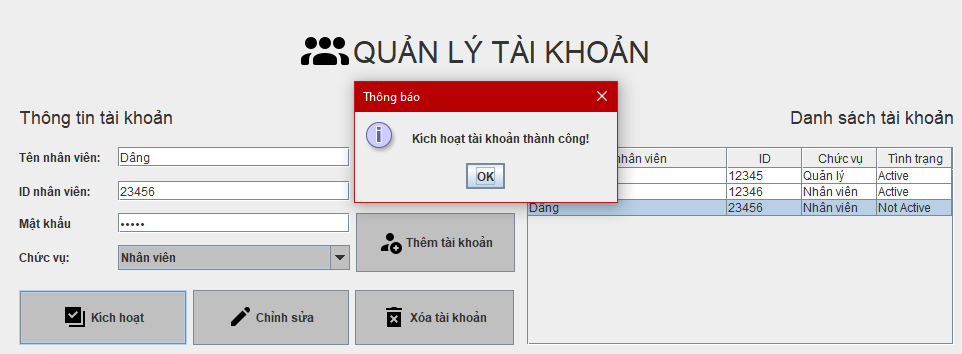 QUẢN LÝ TÀI KHOẢN
Thông báo
Kích hoạt tài khoản thành công!
OK
Thông tin tài khoản
Tên nhân viên: Dâng
ID nhân viên: 23456
Mật khẩu •••••
Chức vụ: Nhân viên
Thêm tài khoản
Kích hoạt
Chỉnh sửa
Xóa tài khoản
Danh sách tài khoản
nhân viên ID Chức vụ Tình trạng
12345 Quản lý Active
12346 Nhân viên Active
Dâng 23456 Nhân viên Not Active